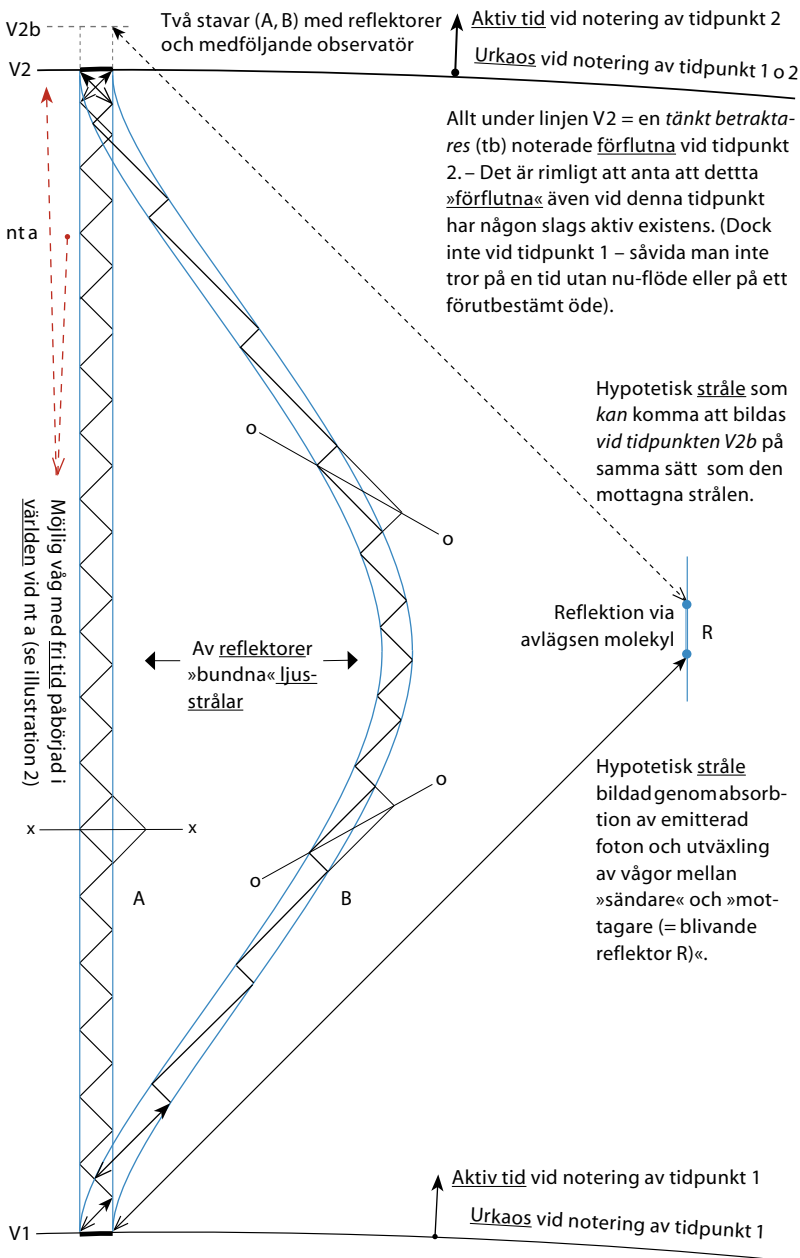 V2b
V2
Två stavar (A, B) med reflektorer
och medföljande observatör
Aktiv tid vid notering av tidpunkt 2
Urkaos vid notering av tidpunkt 1 o 2
Allt under linjen V2 = en tänkt betrakta-
res (tb) noterade förflutna vid tidpunkt
2. – Det är rimligt att anta att dettta
»förflutna« även vid denna tidpunkt
har någon slags aktiv existens. (Dock
inte vid tidpunkt 1 – såvida man inte
tror på en tid utan nu-flöde eller på ett
förutbestämt öde).
nt a
Hypotetisk stråle som
kan komma att bildas
vid tidpunkten V2b på
samma sätt som den
mottagna strålen.
o
o
Möjlig våg med fri tid påbörjad i
världen vid nt a (se illustration 2)
Av reflektorer
»bundna« ljus-
strålar
Reflektion via
avlägsen molekyl
R
Hypotetisk stråle
bildad genom absorb-
tion av emitterad
foton och utväxling
av vågor mellan
»sändare« och »mot-
tagare (= blivande
reflektor R)«.
o
x
x
o
A
B
Aktiv tid vid notering av tidpunkt 1
Urkaos vid notering av tidpunkt 1
V1